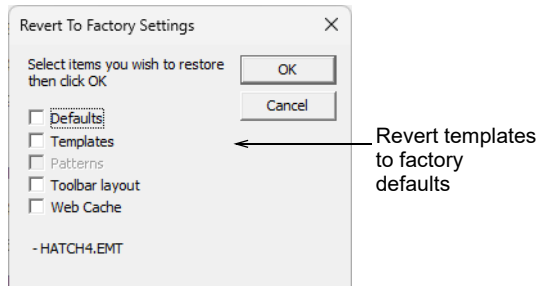 Revert To Factory Settings
Select items you wish to restore
then click OK
OK
Cancel
Defaults
Templates
Patterns
Toolbar layout
Web Cache
- HATCH4.EMT
Revert templates
to factory
defaults